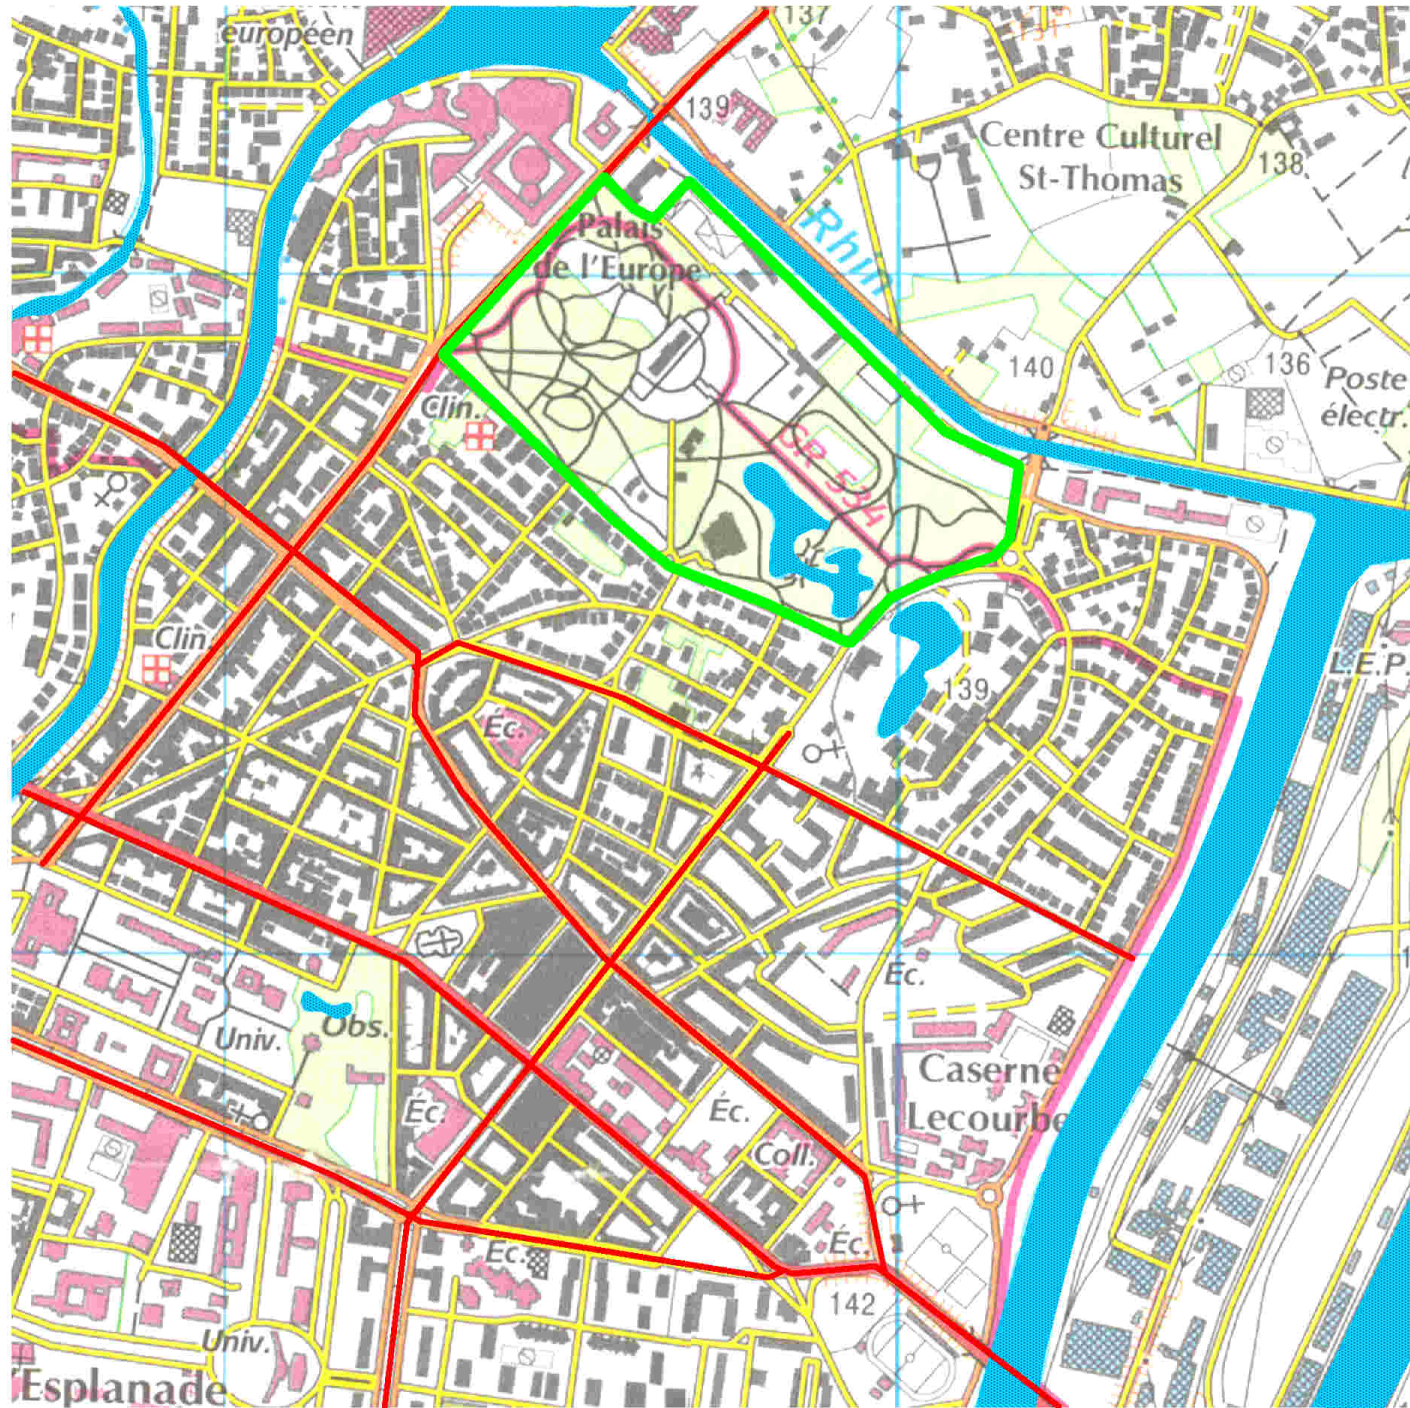 européen
137
139
Centre Culturel
St-Thomas
138
Rhin
Palais
de l'Europe
140
136
Poste
électr.
Clin.
GR 534
Clin.
L.E.P.
139
Éc.
Éc.
Obs.
Univ.
Caserne
Lecourbe
Éc.
Éc.
Coll.
Éc.
Éc.
142
Univ.
'Esplanade